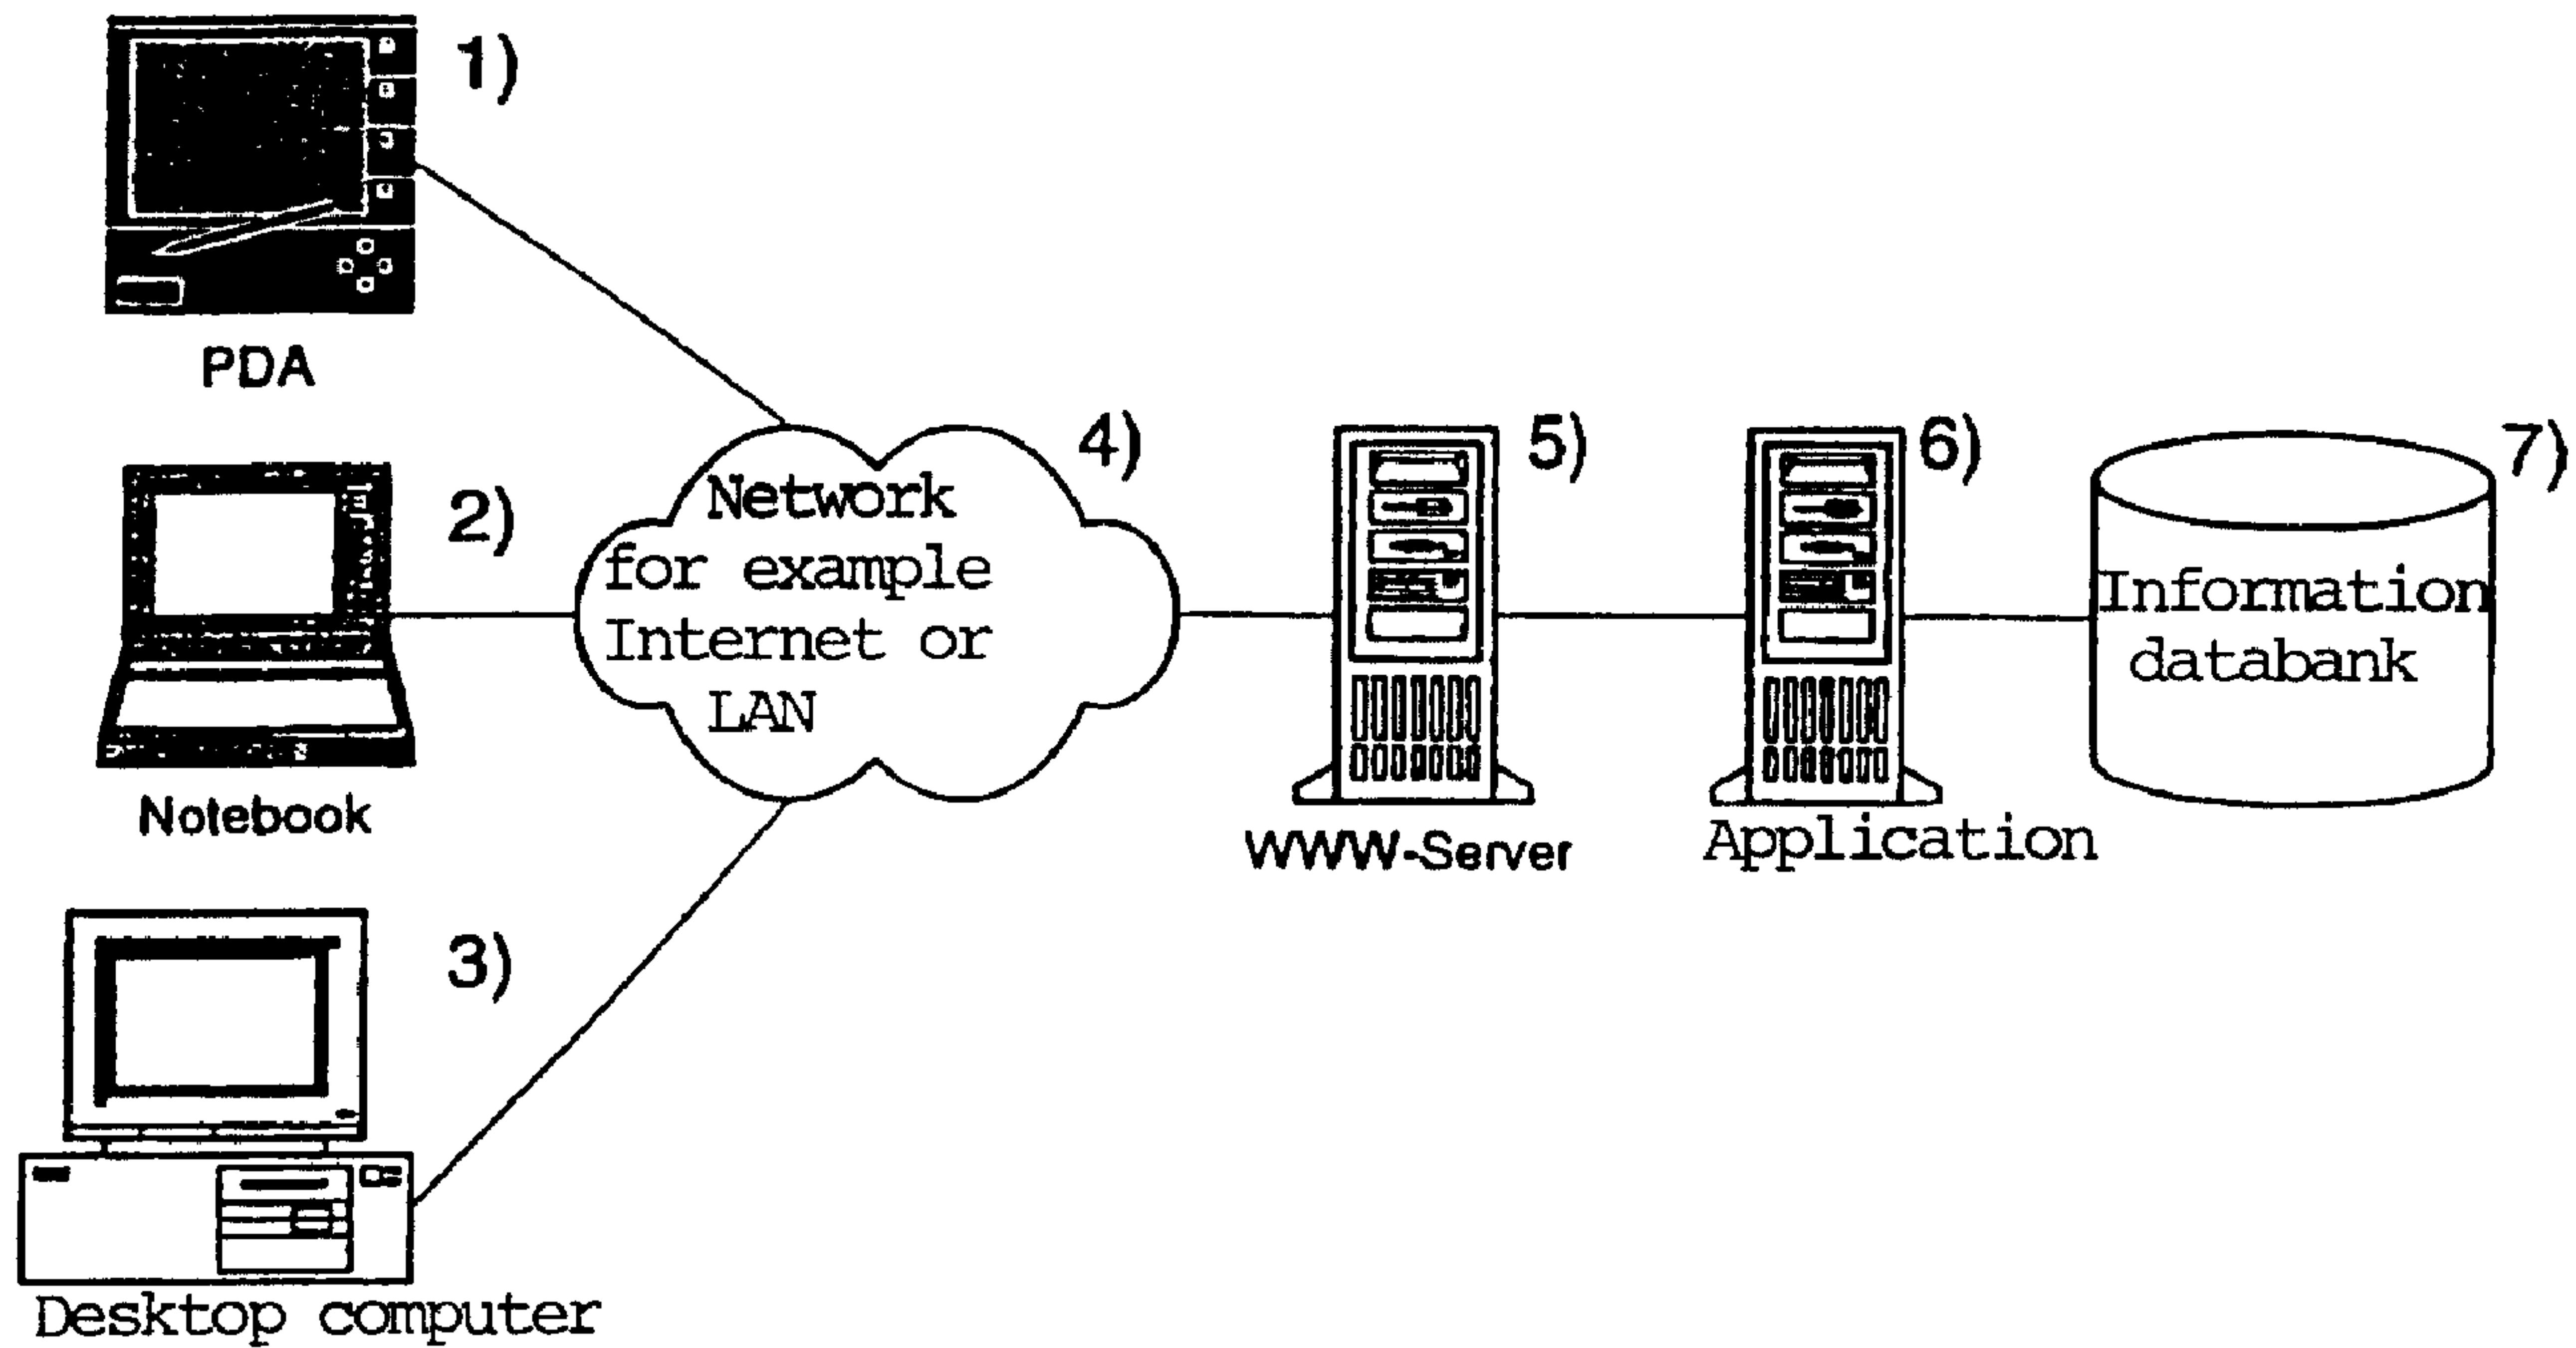 1)
PDA
2)
Notebook
3)
Desktop computer
4)
Network
for example
Internet or
LAN
5)
WWW-Server
6)
Application
7)
Information
databank